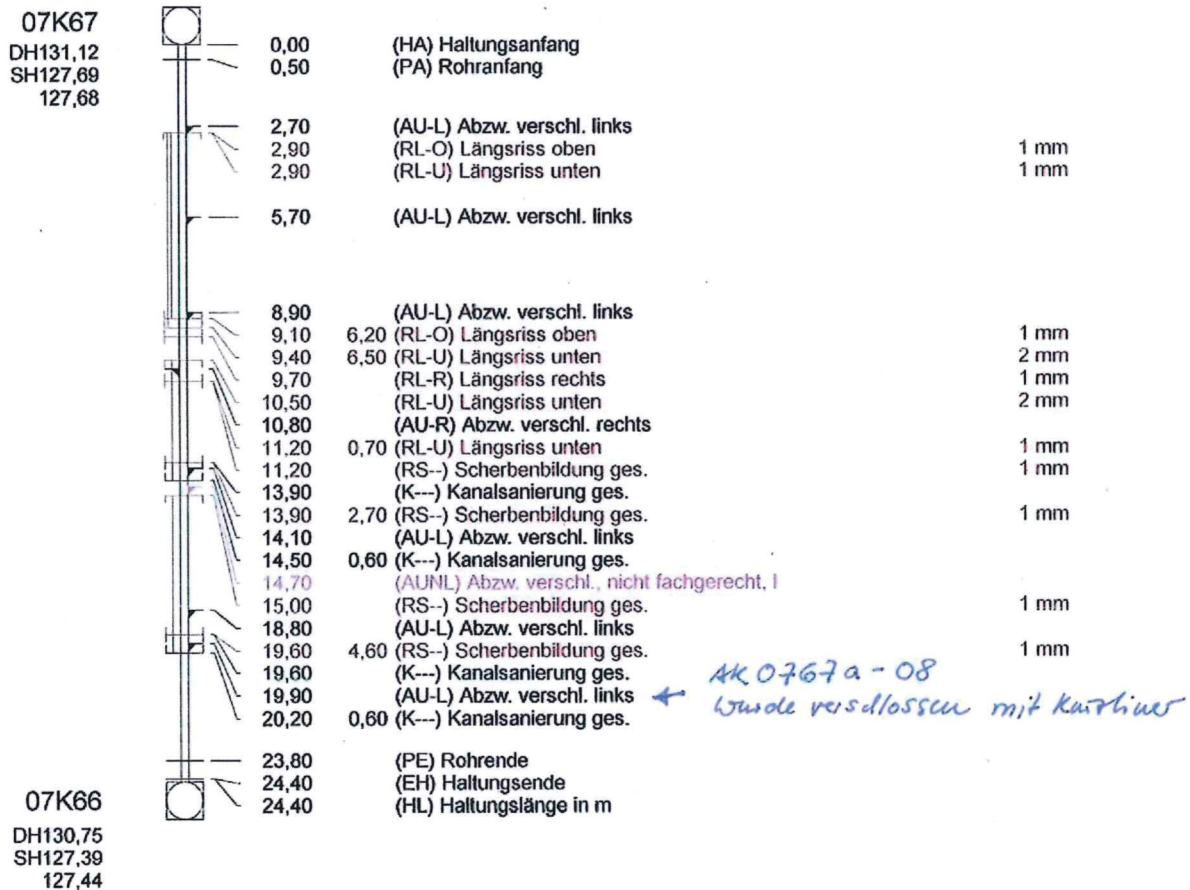 07K67
DH131,12
SH127,69
127,68
0,00 (HA) Haltungsanfang
0,50 (PA) Rohranfang
2,70 (AU-L) Abzw. verschl. links
2,90 (RL-O) Längsriss oben 1 mm
2,90 (RL-U) Längsriss unten 1 mm
5,70 (AU-L) Abzw. verschl. links
8,90 (AU-L) Abzw. verschl. links
9,10 6,20 (RL-O) Längsriss oben 1 mm
9,40 6,50 (RL-U) Längsriss unten 2 mm
9,70 (RL-R) Längsriss rechts 1 mm
10,50 (RL-U) Längsriss unten 2 mm
10,80 (AU-R) Abzw. verschl. rechts
11,20 0,70 (RL-U) Längsriss unten 1 mm
11,20 (RS--) Scherbenbildung ges. 1 mm
13,90 (K---) Kanalsanierung ges.
13,90 2,70 (RS--) Scherbenbildung ges. 1 mm
14,10 (AU-L) Abzw. verschl. links
14,50 0,60 (K---) Kanalsanierung ges.
14,70 (AUNL) Abzw. verschl., nicht fachgerecht, l
15,00 (RS--) Scherbenbildung ges. 1 mm
18,80 (AU-L) Abzw. verschl. links
19,60 4,60 (RS--) Scherbenbildung ges. 1 mm
19,60 (K---) Kanalsanierung ges.
19,90 (AU-L) Abzw. verschl. links ← AK 0767a - 08
wurde verschlossen mit Kurzliner
20,20 0,60 (K---) Kanalsanierung ges.
23,80 (PE) Rohrende
24,40 (EH) Haltungsende
24,40 (HL) Haltungslänge in m
07K66
DH130,75
SH127,39
127,44